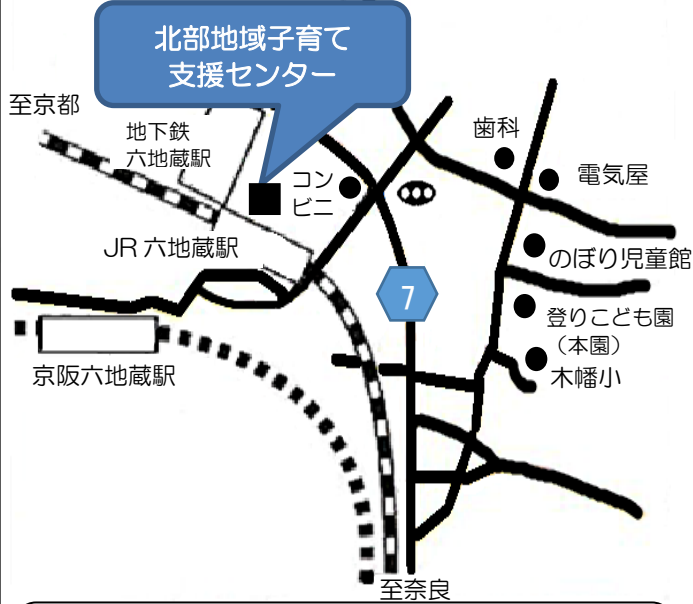 北部地域子育て
支援センター
至京都
地下鉄
六地蔵駅
歯科
電気屋
コン
ビニ
JR六地蔵駅
のぼり児童館
7
登りこども園
（本園）
京阪六地蔵駅
木幡小
至奈良